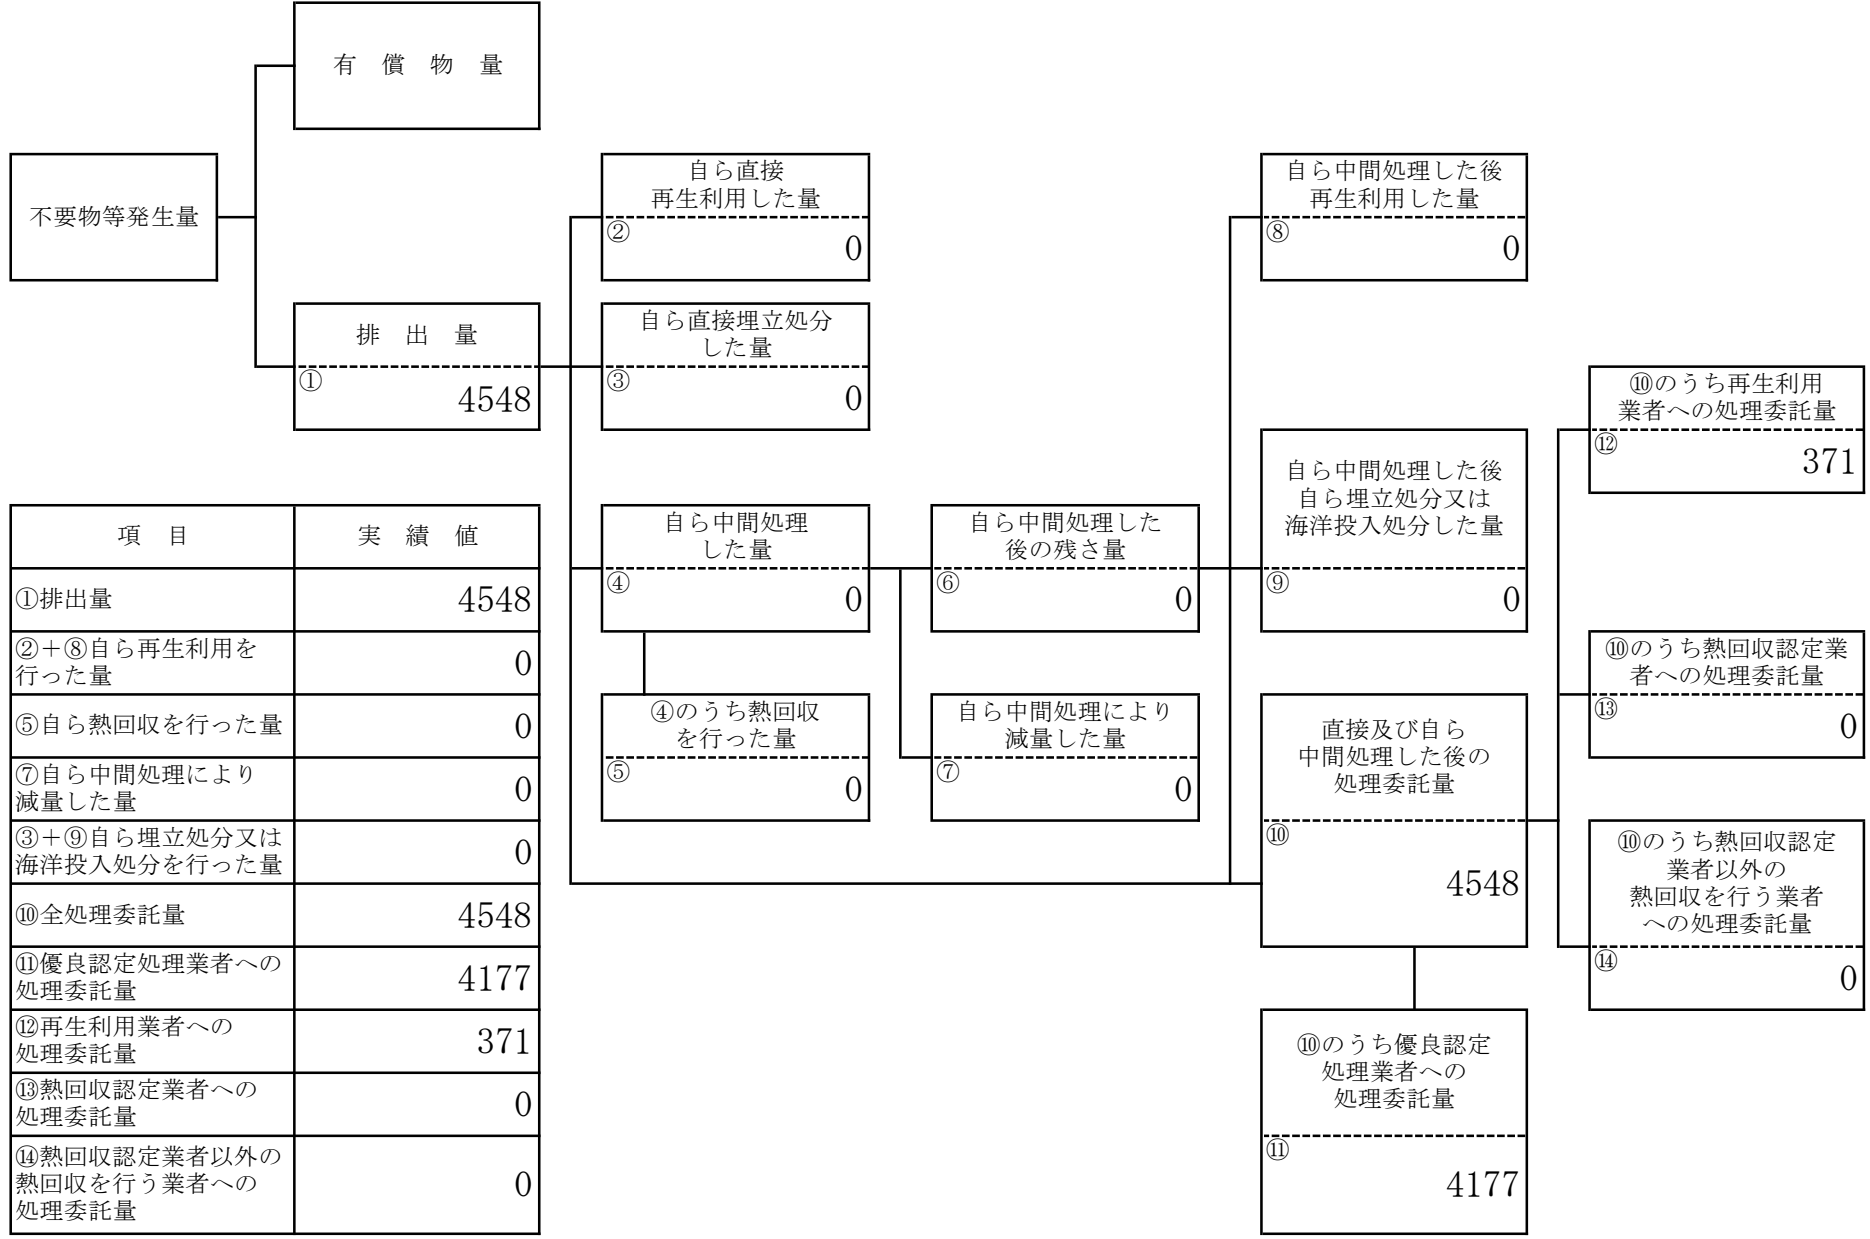 有　償　物　量
不要物等発生量
排　出　量
①
4548
自ら直接
再生利用した量
②
0
自ら直接埋立処分
した量
③
0
自ら中間処理
した量
④
0
④のうち熱回収
を行った量
⑤
0
自ら中間処理した
後の残さ量
⑥
0
自ら中間処理により
減量した量
⑦
0
自ら中間処理した後
再生利用した量
⑧
0
自ら中間処理した後
自ら埋立処分又は
海洋投入処分した量
⑨
0
直接及び自ら
中間処理した後の
処理委託量
⑩
4548
⑩のうち優良認定
処理業者への
処理委託量
⑪
4177
⑩のうち再生利用
業者への処理委託量
⑫
371
⑩のうち熱回収認定業
者への処理委託量
⑬
0
⑩のうち熱回収認定
業者以外の
熱回収を行う業者
への処理委託量
⑭
0
項　目　実　績　値
①排出量 4548
②＋⑧自ら再生利用を
行った量 0
⑤自ら熱回収を行った量 0
⑦自ら中間処理により
減量した量 0
③＋⑨自ら埋立処分又は
海洋投入処分を行った量 0
⑩全処理委託量 4548
⑪優良認定処理業者への
処理委託量 4177
⑫再生利用業者への
処理委託量 371
⑬熱回収認定業者への
処理委託量 0
⑭熱回収認定業者以外の
熱回収を行う業者への
処理委託量 0